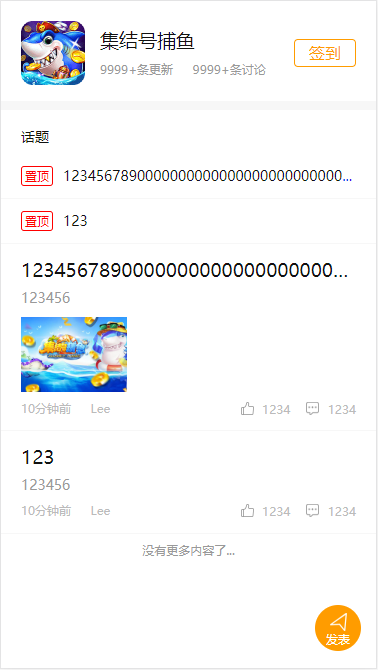 集结号捕鱼
签到
9999+条更新 9999+条讨论
话题
置顶 12345678900000000000000000000000000...
置顶 123
1234567890000000000000000000...
123456
10分钟前 Lee 1234 1234
123
123456
10分钟前 Lee 1234 1234
没有更多内容了...
发表